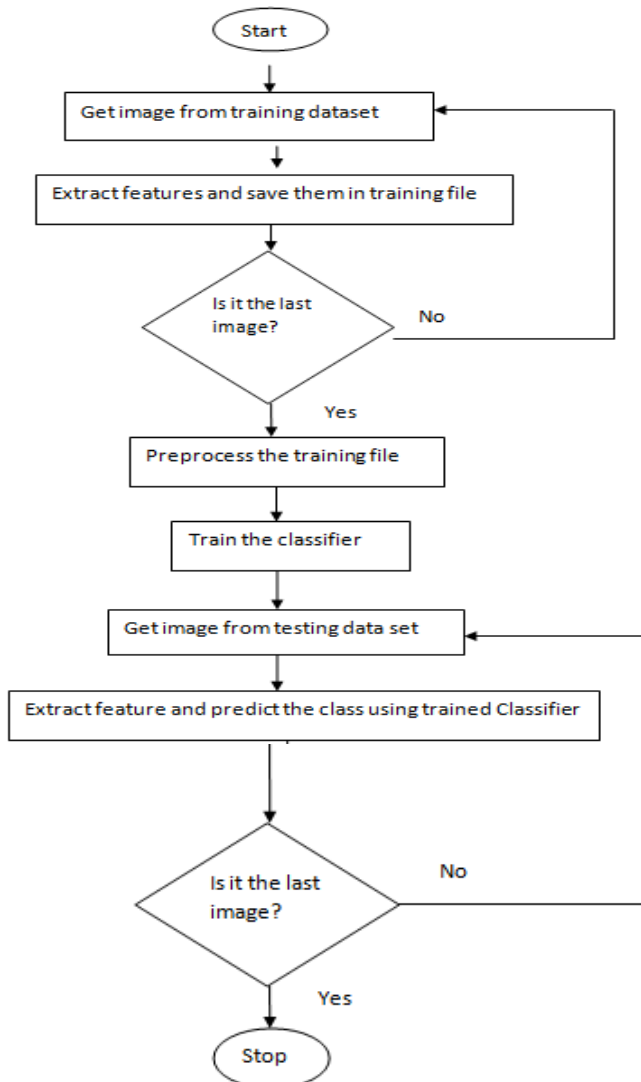 Start
Get image from training dataset
Extract features and save them in training file
Is it the last
image?
No
Yes
Preprocess the training file
Train the classifier
Get image from testing data set
Extract feature and predict the class using trained Classifier
Is it the last
image?
No
Yes
Stop